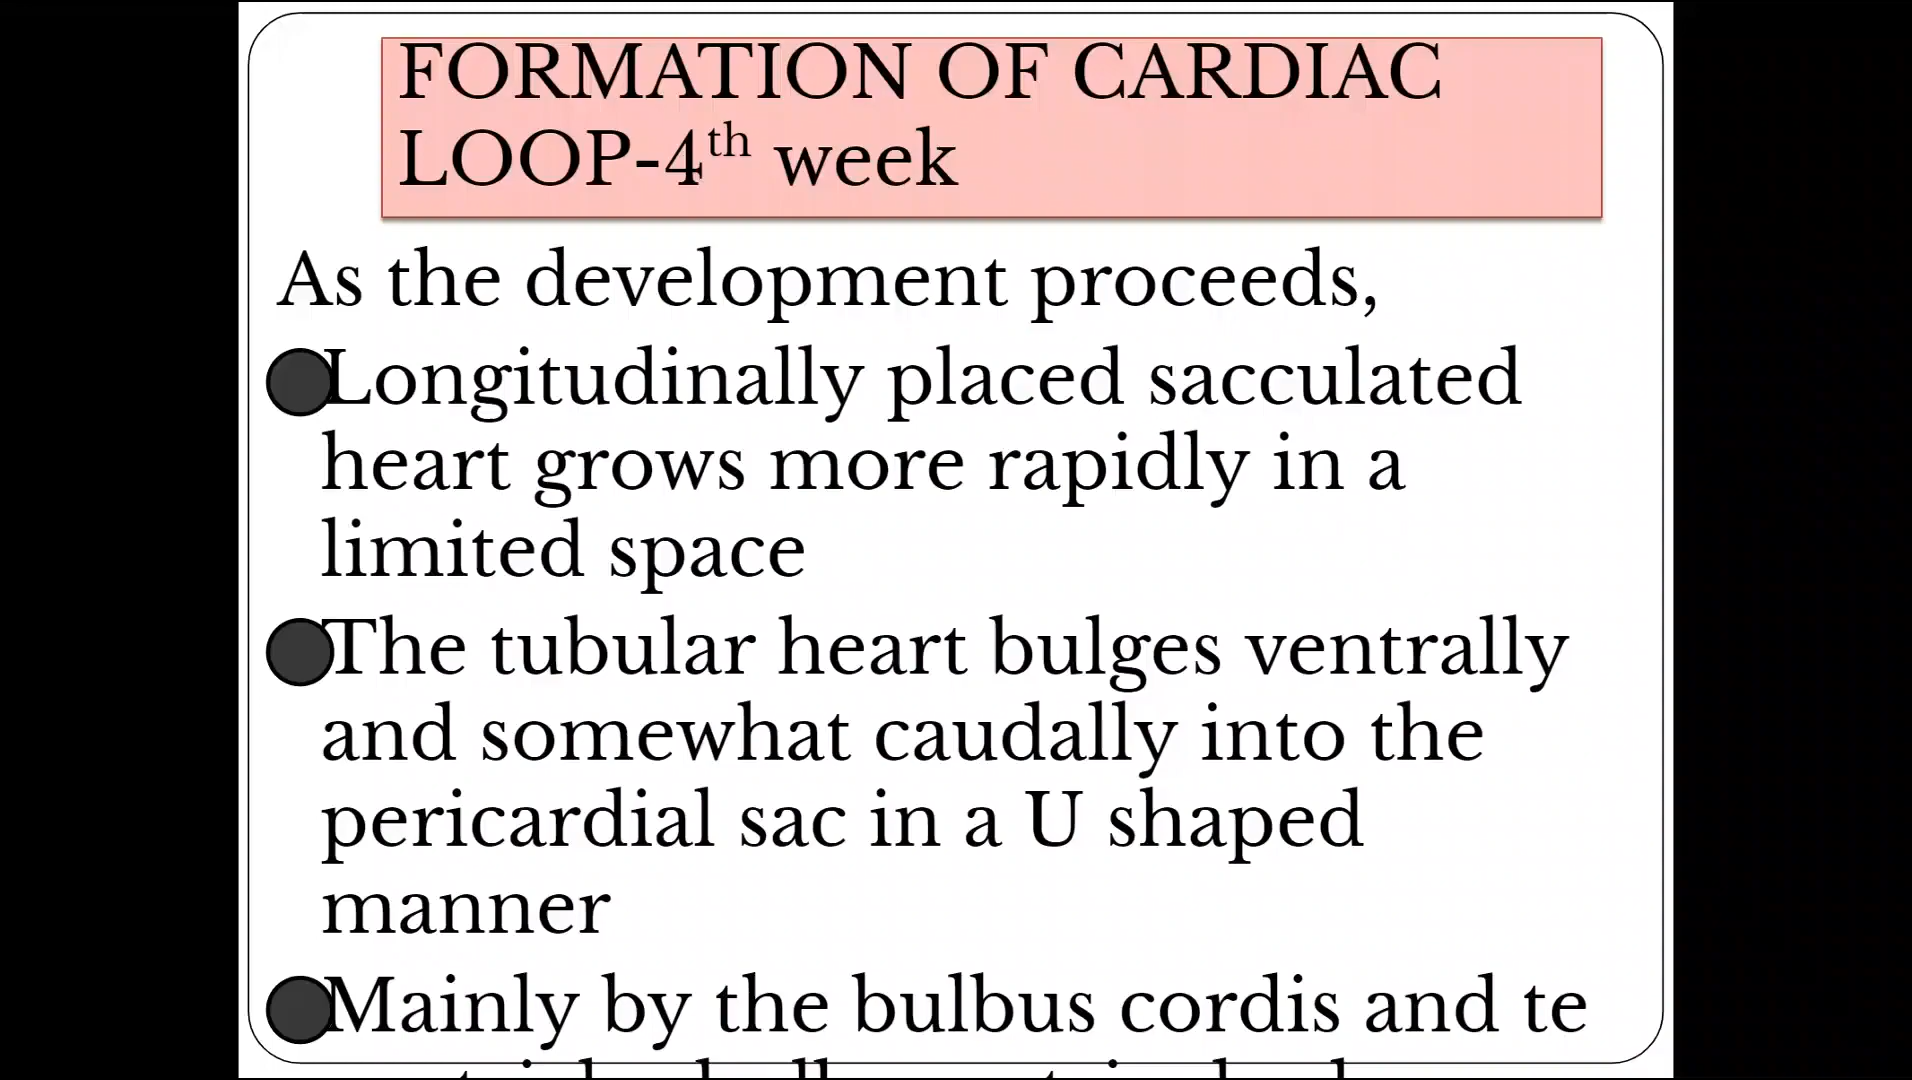 FORMATION OF CARDIAC
LOOP-4th week
As the development proceeds,
Longitudinally placed sacculated
heart grows more rapidly in a
limited space
The tubular heart bulges ventrally
and somewhat caudally into the
pericardial sac in a U shaped
manner
Mainly by the bulbus cordis and te